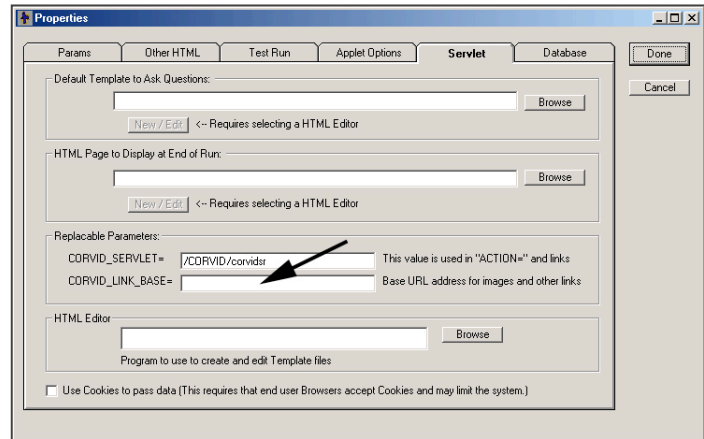 Properties
Params Other HTML Test Run Applet Options Servlet Database
Done
Cancel
Default Template to Ask Questions:
Browse
New / Edit <-- Requires selecting a HTML Editor
HTML Page to Display at End of Run:
Browse
New / Edit <-- Requires selecting a HTML Editor
Replacable Parameters:
CORVID_SERVLET= /CORVID/corvidsr This value is used in "ACTION=" and links
CORVID_LINK_BASE= Base URL address for images and other links
HTML Editor
Browse
Program to use to create and edit Template files
Use Cookies to pass data (This requires that end user Browsers accept Cookies and may limit the system.)